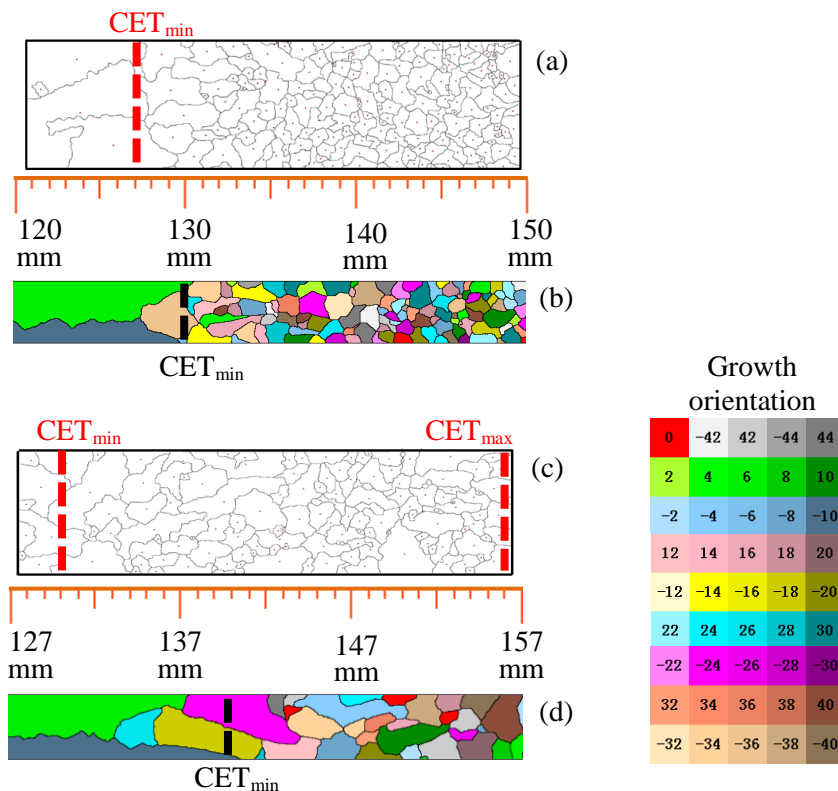 CETmin
(a)
120 mm
130 mm
140 mm
150 mm
(b)
CETmin
CETmin
CETmax
(c)
127 mm
137 mm
147 mm
157 mm
(d)
CETmin
Growth
orientation
0 -42 42 -44 44
2 4 6 8 10
-2 -4 -6 -8 -10
12 14 16 18 20
-12 -14 -16 -18 -20
22 24 26 28 30
-22 -24 -26 -28 -30
32 34 36 38 40
-32 -34 -36 -38 -40